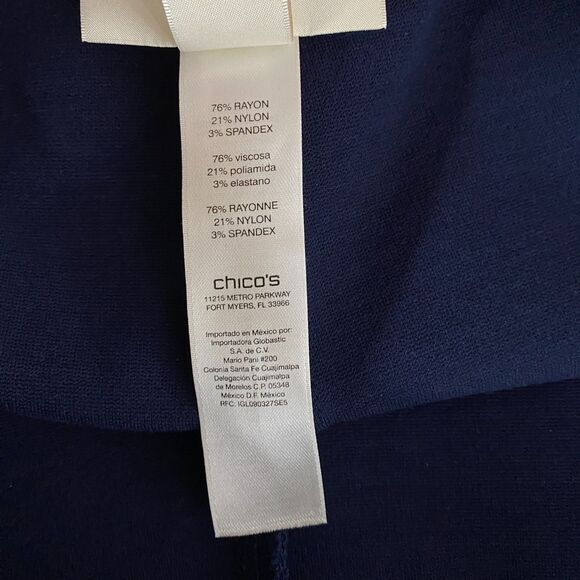 76% RAYON
21% NYLON
3% SPANDEX
76% viscosa
21% poliamida
3% elastano
76% RAYONNE
21% NYLON
3% SPANDEX
chico's
11215 METRO PARKWAY
FORT MYERS, FL 33966
Importado en México por:
Importadora Globastic
S.A. de C.V.
Mario Pani #200
Colonia Santa Fe Cuajimalpa
Delegación Cuajimalpa
de Morelos C.P. 05348
México D.F. México
RFC: IGL090327SE5